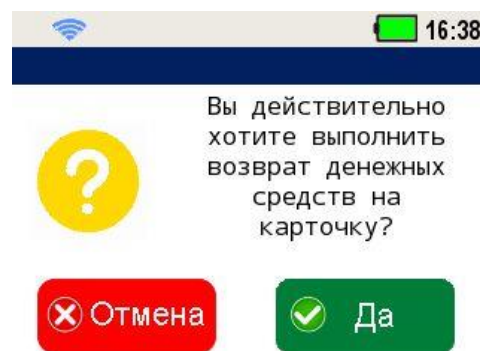 16:38
Вы действительно
хотите выполнить
возврат денежных
средств на
карточку?
Отмена
Да